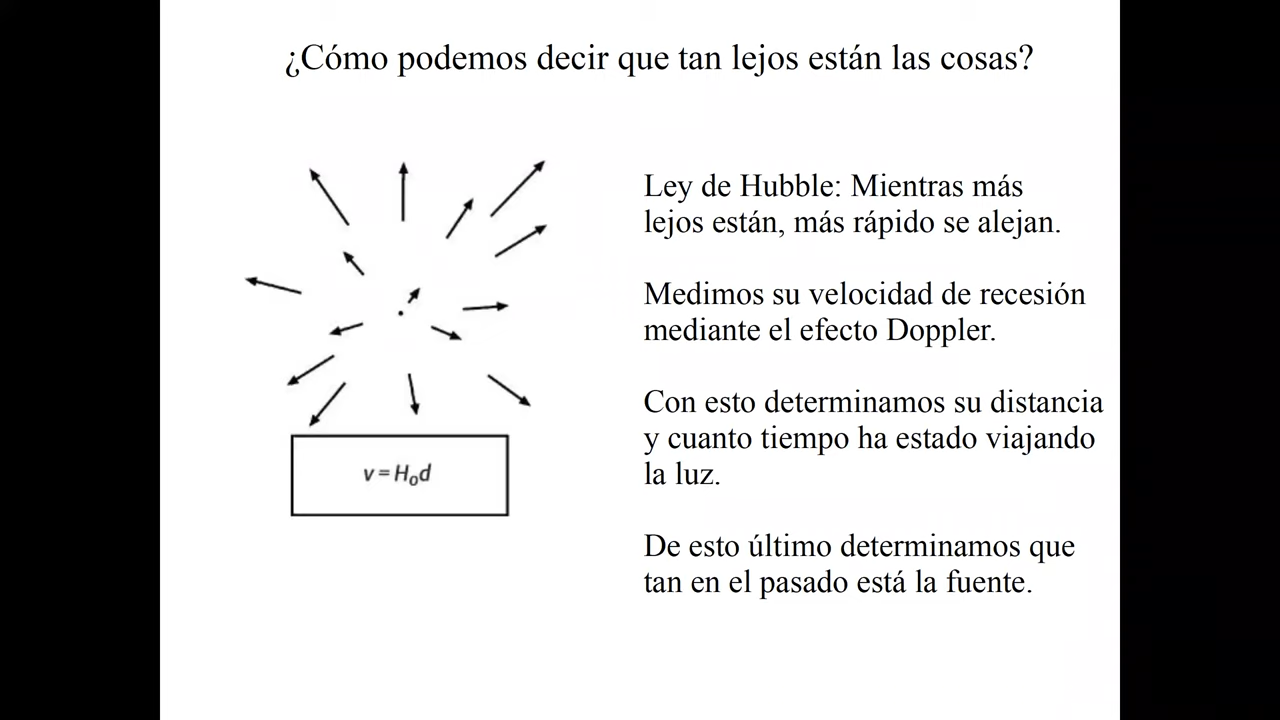 ¿Cómo podemos decir que tan lejos están las cosas?
Ley de Hubble: Mientras más
lejos están, más rápido se alejan.
Medimos su velocidad de recesión
mediante el efecto Doppler.
Con esto determinamos su distancia
y cuanto tiempo ha estado viajando
la luz.
De esto último determinamos que
tan en el pasado está la fuente.
v = H₀d